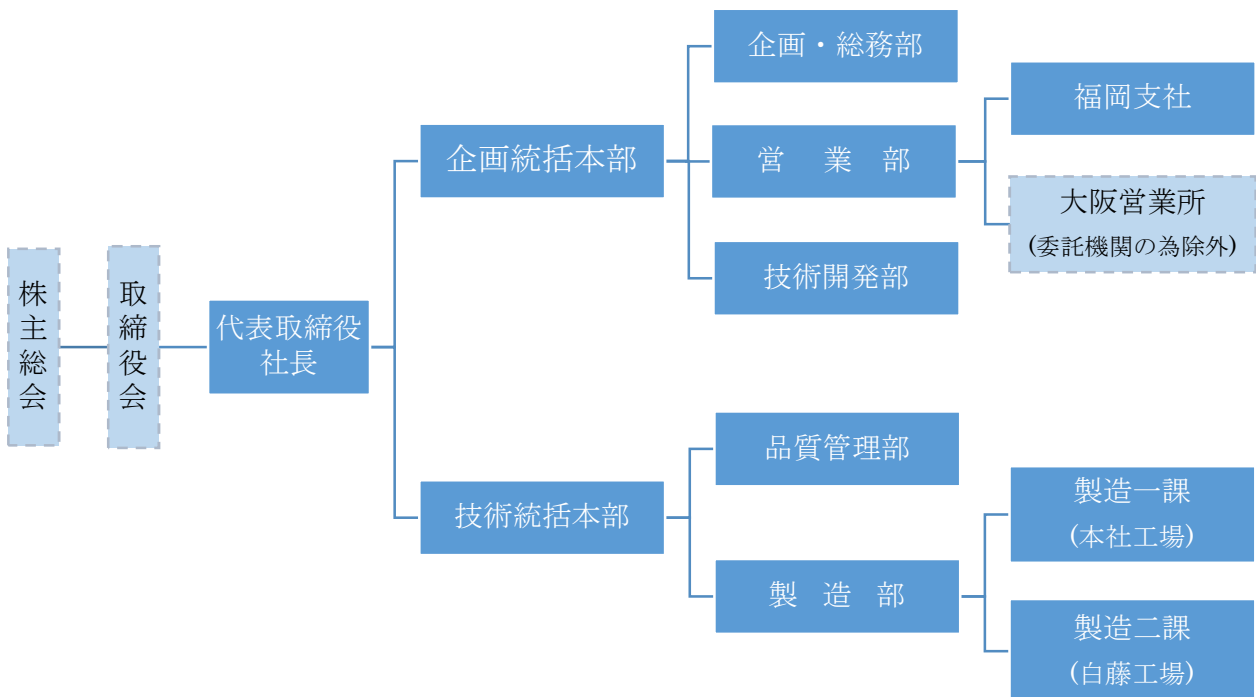 株主総会
取締役会
代表取締役
社長
企画統括本部
企画・総務部
営　業　部
福岡支社
大阪営業所
(委託機関の為除外)
技術開発部
技術統括本部
品質管理部
製　造　部
製造一課
(本社工場)
製造二課
(白藤工場)